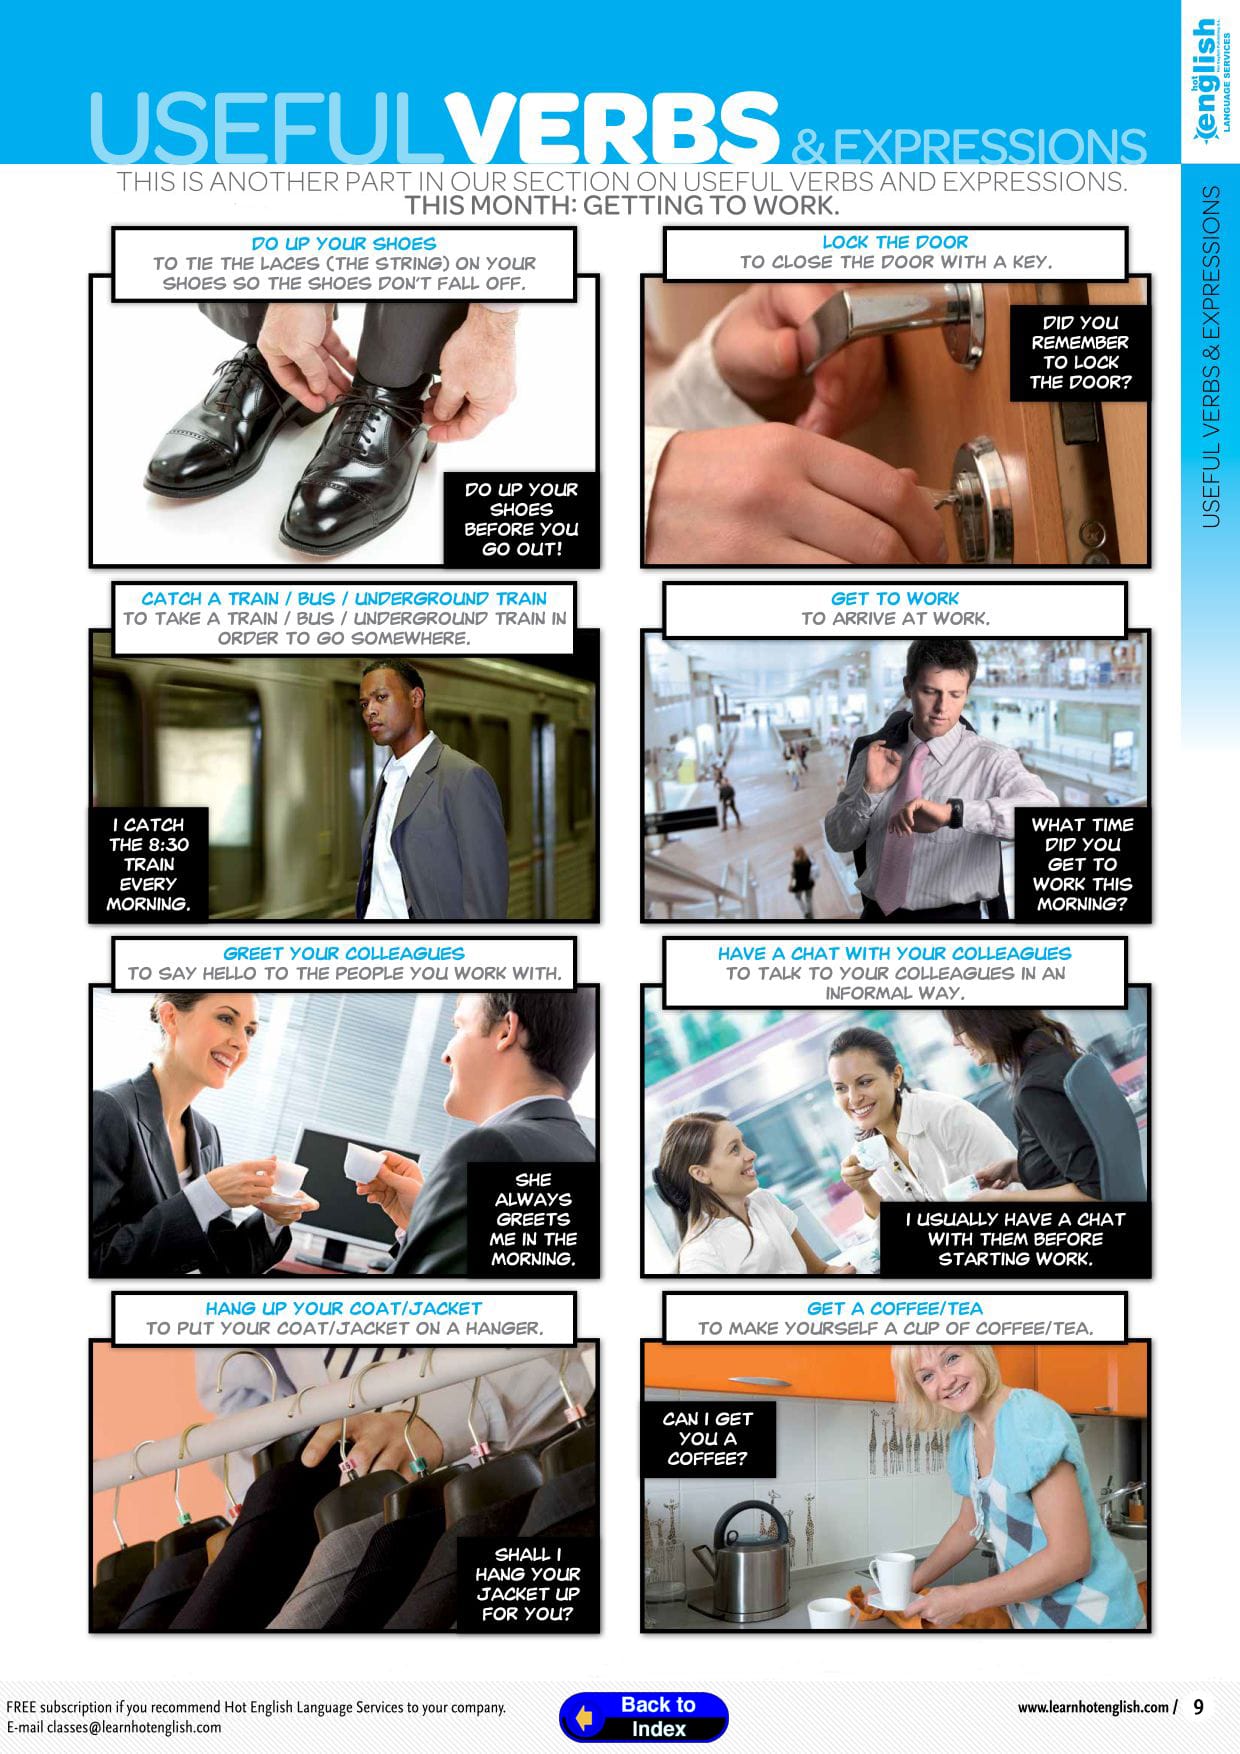 USEFUL VERBS & EXPRESSIONS
THIS IS ANOTHER PART IN OUR SECTION ON USEFUL VERBS AND EXPRESSIONS.
THIS MONTH: GETTING TO WORK.
hot
english
LANGUAGE SERVICES
USEFUL VERBS & EXPRESSIONS
DO UP YOUR SHOES
TO TIE THE LACES (THE STRING) ON YOUR
SHOES SO THE SHOES DON'T FALL OFF.
DO UP YOUR
SHOES
BEFORE YOU
GO OUT!
LOCK THE DOOR
TO CLOSE THE DOOR WITH A KEY.
DID YOU
REMEMBER
TO LOCK
THE DOOR?
CATCH A TRAIN / BUS / UNDERGROUND TRAIN
TO TAKE A TRAIN / BUS / UNDERGROUND TRAIN IN
ORDER TO GO SOMEWHERE.
I CATCH
THE 8:30
TRAIN
EVERY
MORNING.
GET TO WORK
TO ARRIVE AT WORK.
WHAT TIME
DID YOU
GET TO
WORK THIS
MORNING?
GREET YOUR COLLEAGUES
TO SAY HELLO TO THE PEOPLE YOU WORK WITH.
SHE
ALWAYS
GREETS
ME IN THE
MORNING.
HAVE A CHAT WITH YOUR COLLEAGUES
TO TALK TO YOUR COLLEAGUES IN AN
INFORMAL WAY.
I USUALLY HAVE A CHAT
WITH THEM BEFORE
STARTING WORK.
HANG UP YOUR COAT/JACKET
TO PUT YOUR COAT/JACKET ON A HANGER.
SHALL I
HANG YOUR
JACKET UP
FOR YOU?
GET A COFFEE/TEA
TO MAKE YOURSELF A CUP OF COFFEE/TEA.
CAN I GET
YOU A
COFFEE?
FREE subscription if you recommend Hot English Language Services to your company.
E-mail classes@learnhotenglish.com
Back to
Index
www.learnhotenglish.com / 9